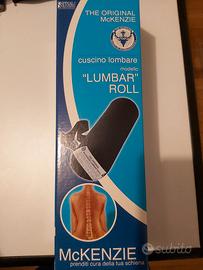 THE ORIGINAL
McKENZIE
cuscino lombare
modello
"LUMBAR"
ROLL
McKENZIE
prenditi cura della tua schiena
subito